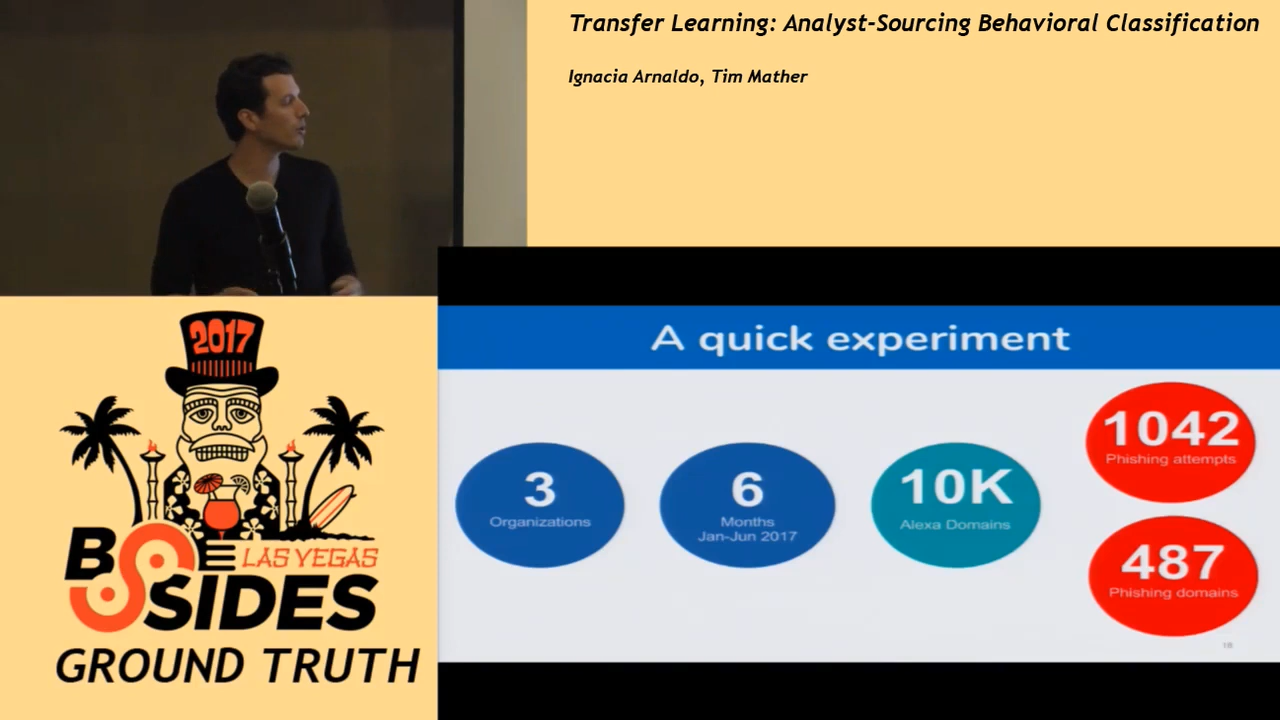 Transfer Learning: Analyst-Sourcing Behavioral Classification
Ignacia Arnaldo, Tim Mather
2017
BSIDES
LAS VEGAS
GROUND TRUTH
A quick experiment
3
Organizations
6
Months
Jan-Jun 2017
10K
Alexa Domains
1042
Phishing attempts
487
Phishing domains
18